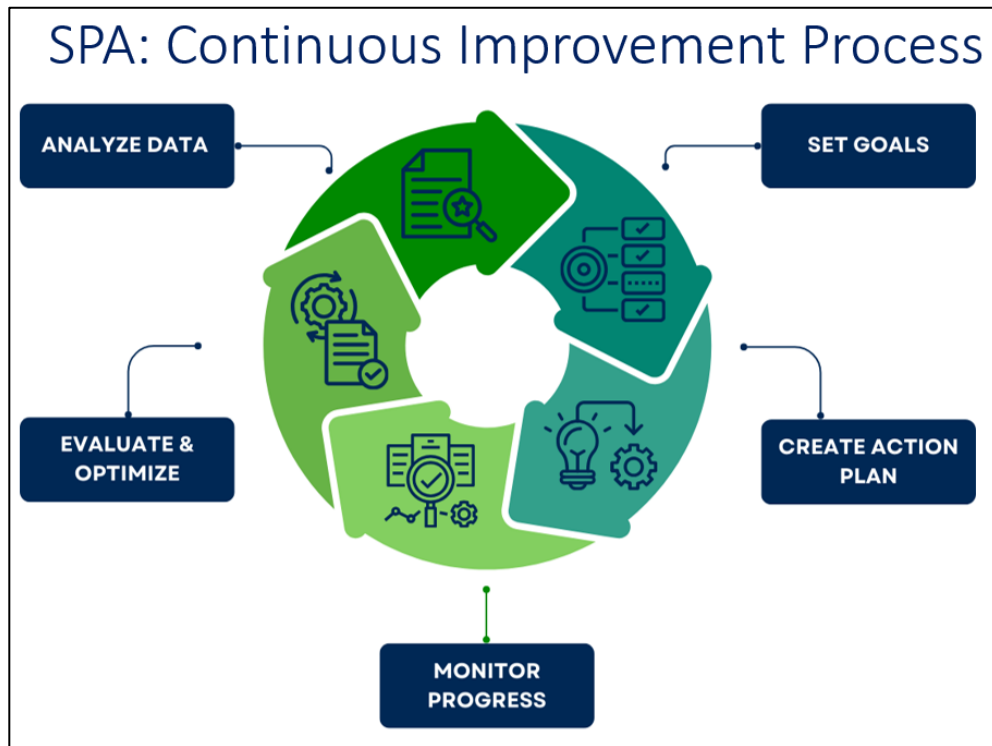 SPA: Continuous Improvement Process
ANALYZE DATA
SET GOALS
EVALUATE &
OPTIMIZE
CREATE ACTION
PLAN
MONITOR
PROGRESS